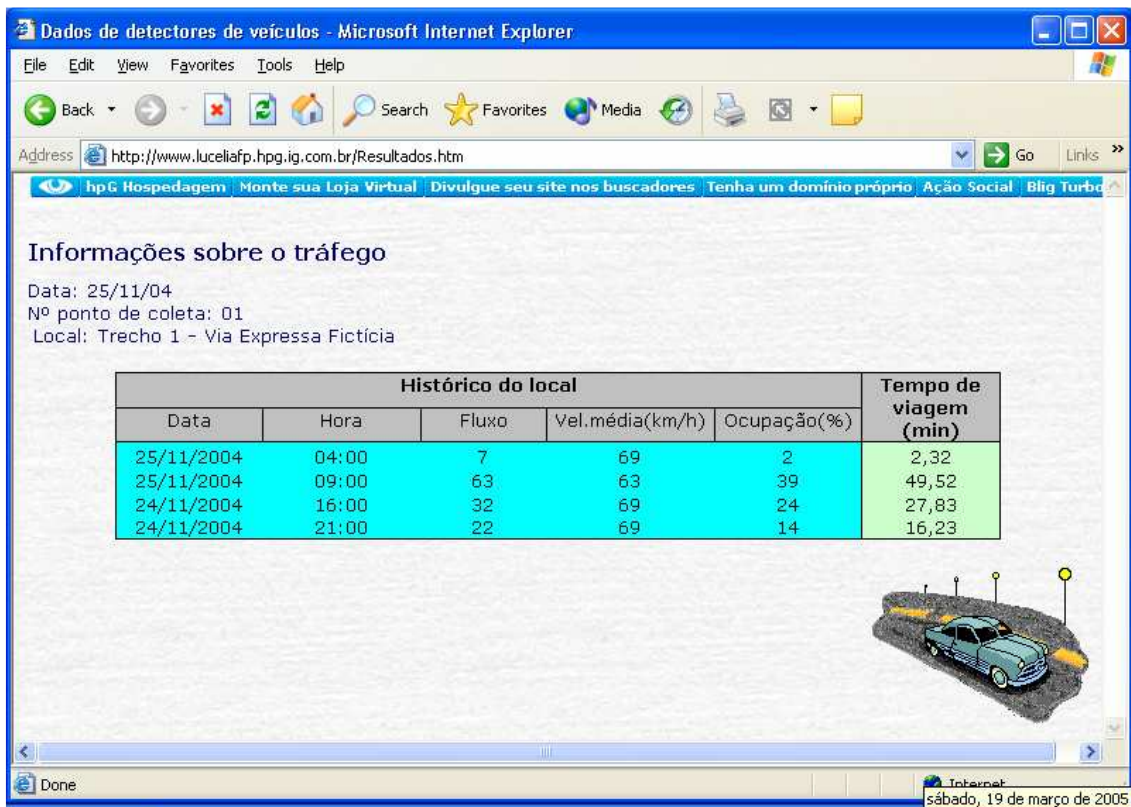 Dados de detectores de veículos - Microsoft Internet Explorer
File Edit View Favorites Tools Help
Back Search Favorites Media
Address http://www.luceliafp.hpg.ig.com.br/Resultados.htm Go Links »
hpG Hospedagem Monte sua Loja Virtual Divulgue seu site nos buscadores Tenha um domínio próprio Ação Social Blig Turbo
Informações sobre o tráfego
Data: 25/11/04
Nº ponto de coleta: 01
Local: Trecho 1 - Via Expressa Fictícia
Histórico do local Tempo de viagem (min)
Data Hora Fluxo Vel.média(km/h) Ocupação(%)
25/11/2004 04:00 7 69 2 2,32
25/11/2004 09:00 63 63 39 49,52
24/11/2004 16:00 32 69 24 27,83
24/11/2004 21:00 22 69 14 16,23
Done Internet
sábado, 19 de março de 2005